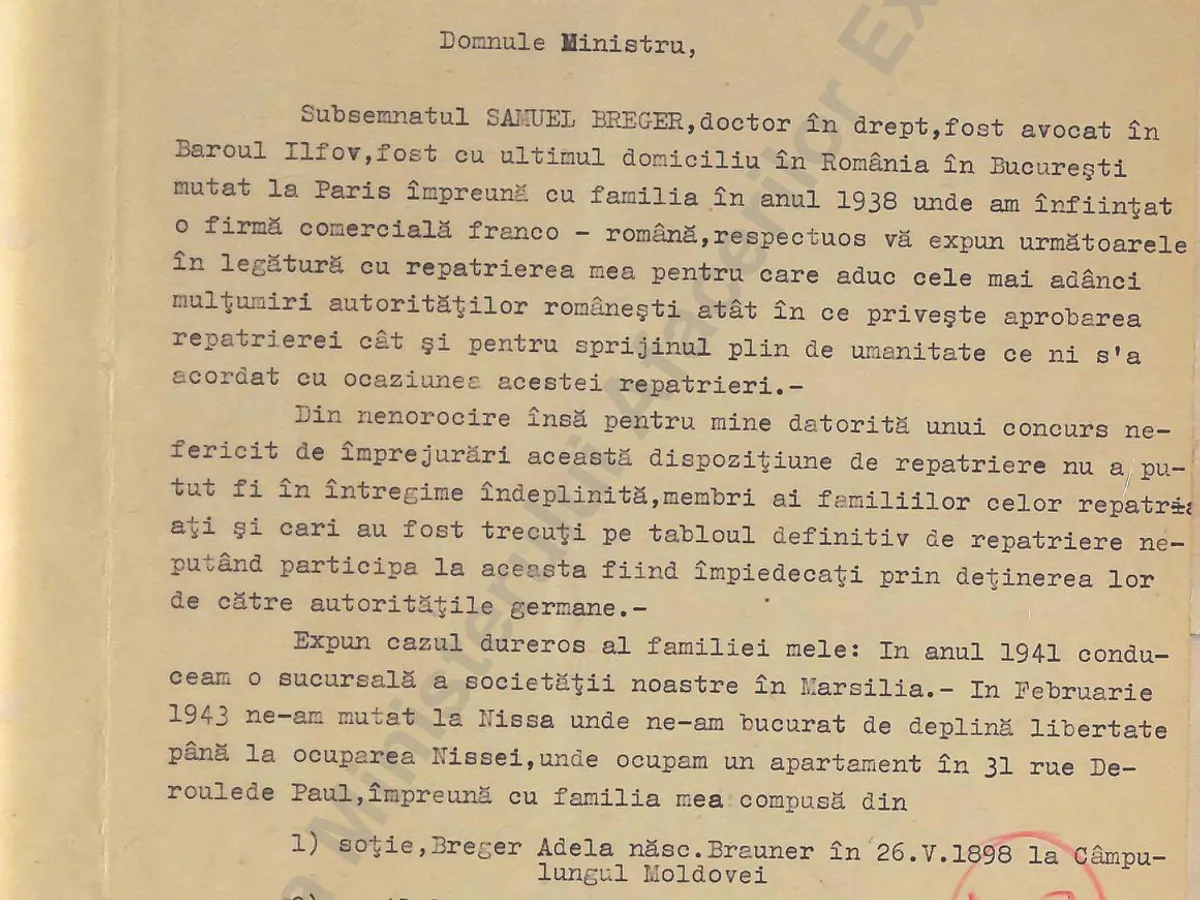 Domnule Ministru,
Subsemnatul SAMUEL BREGER,doctor în drept,fost avocat în
Baroul Ilfov,fost cu ultimul domiciliu în România în Bucureşti
mutat la Paris împreună cu familia în anul 1938 unde am înfiinţat
o firmă comercială franco - română,respectuos vă expun următoarele
în legătură cu repatrierea mea pentru care aduc cele mai adânci
mulţumiri autorităţilor româneşti atât în ce priveşte aprobarea
repatrierei cât şi pentru sprijinul plin de umanitate ce ni s'a
acordat cu ocaziunea acestei repatrieri.-
Din nenorocire însă pentru mine datorită unui concurs ne-
fericit de împrejurări această dispoziţiune de repatriere nu a pu-
tut fi în întregime îndeplinită,membri ai familiilor celor repatri
aţi şi cari au fost trecuţi pe tabloul definitiv de repatriere ne-
putând participa la aceasta fiind împiedecaţi prin deţinerea lor
de către autorităţile germane.-
Expun cazul dureros al familiei mele: In anul 1941 condu-
ceam o sucursală a societăţii noastre în Marsilia.- In Februarie
1943 ne-am mutat la Nissa unde ne-am bucurat de deplină libertate
până la ocuparea Nissei,unde ocupam un apartament în 31 rue De-
roulede Paul,împreună cu familia mea compusă din
1) soţie,Breger Adela născ.Brauner în 26.V.1898 la Câmpu-
lungul Moldovei
Ministerului Afacerilor Ex